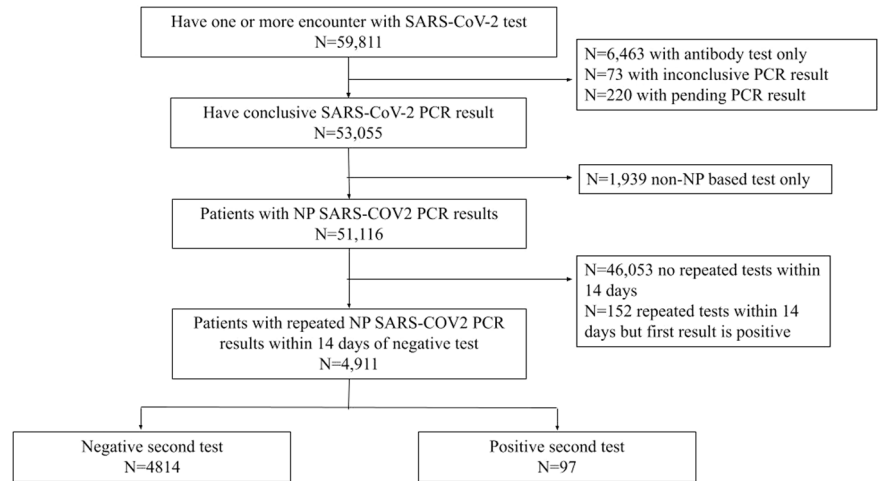 Have one or more encounter with SARS-CoV-2 test
N=59,811
N=6,463 with antibody test only
N=73 with inconclusive PCR result
N=220 with pending PCR result
Have conclusive SARS-CoV-2 PCR result
N=53,055
N=1,939 non-NP based test only
Patients with NP SARS-COV2 PCR results
N=51,116
N=46,053 no repeated tests within
14 days
N=152 repeated tests within 14
days but first result is positive
Patients with repeated NP SARS-COV2 PCR
results within 14 days of negative test
N=4,911
Negative second test
N=4814
Positive second test
N=97